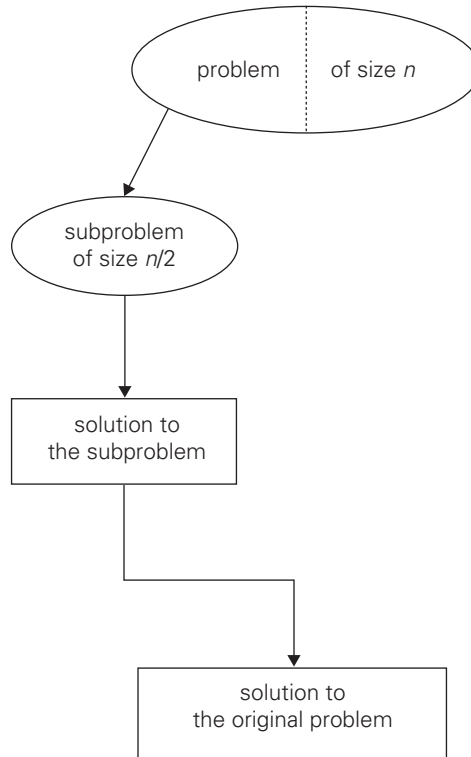 problem of size n
subproblem
of size n/2
solution to
the subproblem
solution to
the original problem